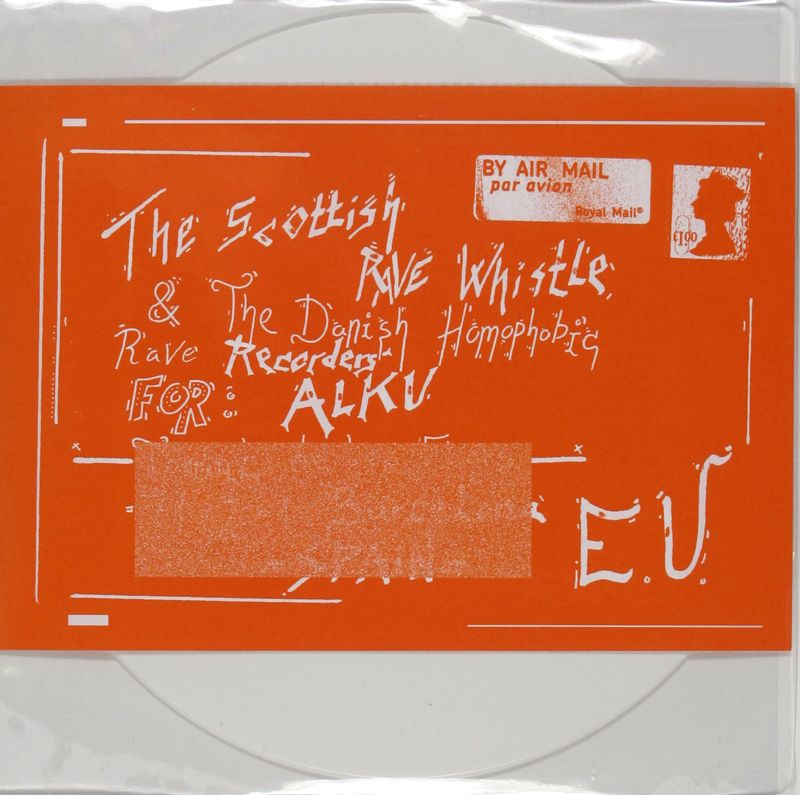 BY AIR MAIL
par avion
Royal Mail®
£1.00
The Scottish
RAVE Whistle
& The Danish Homophobic
Rave Recorders
FOR: ALKU
E.U